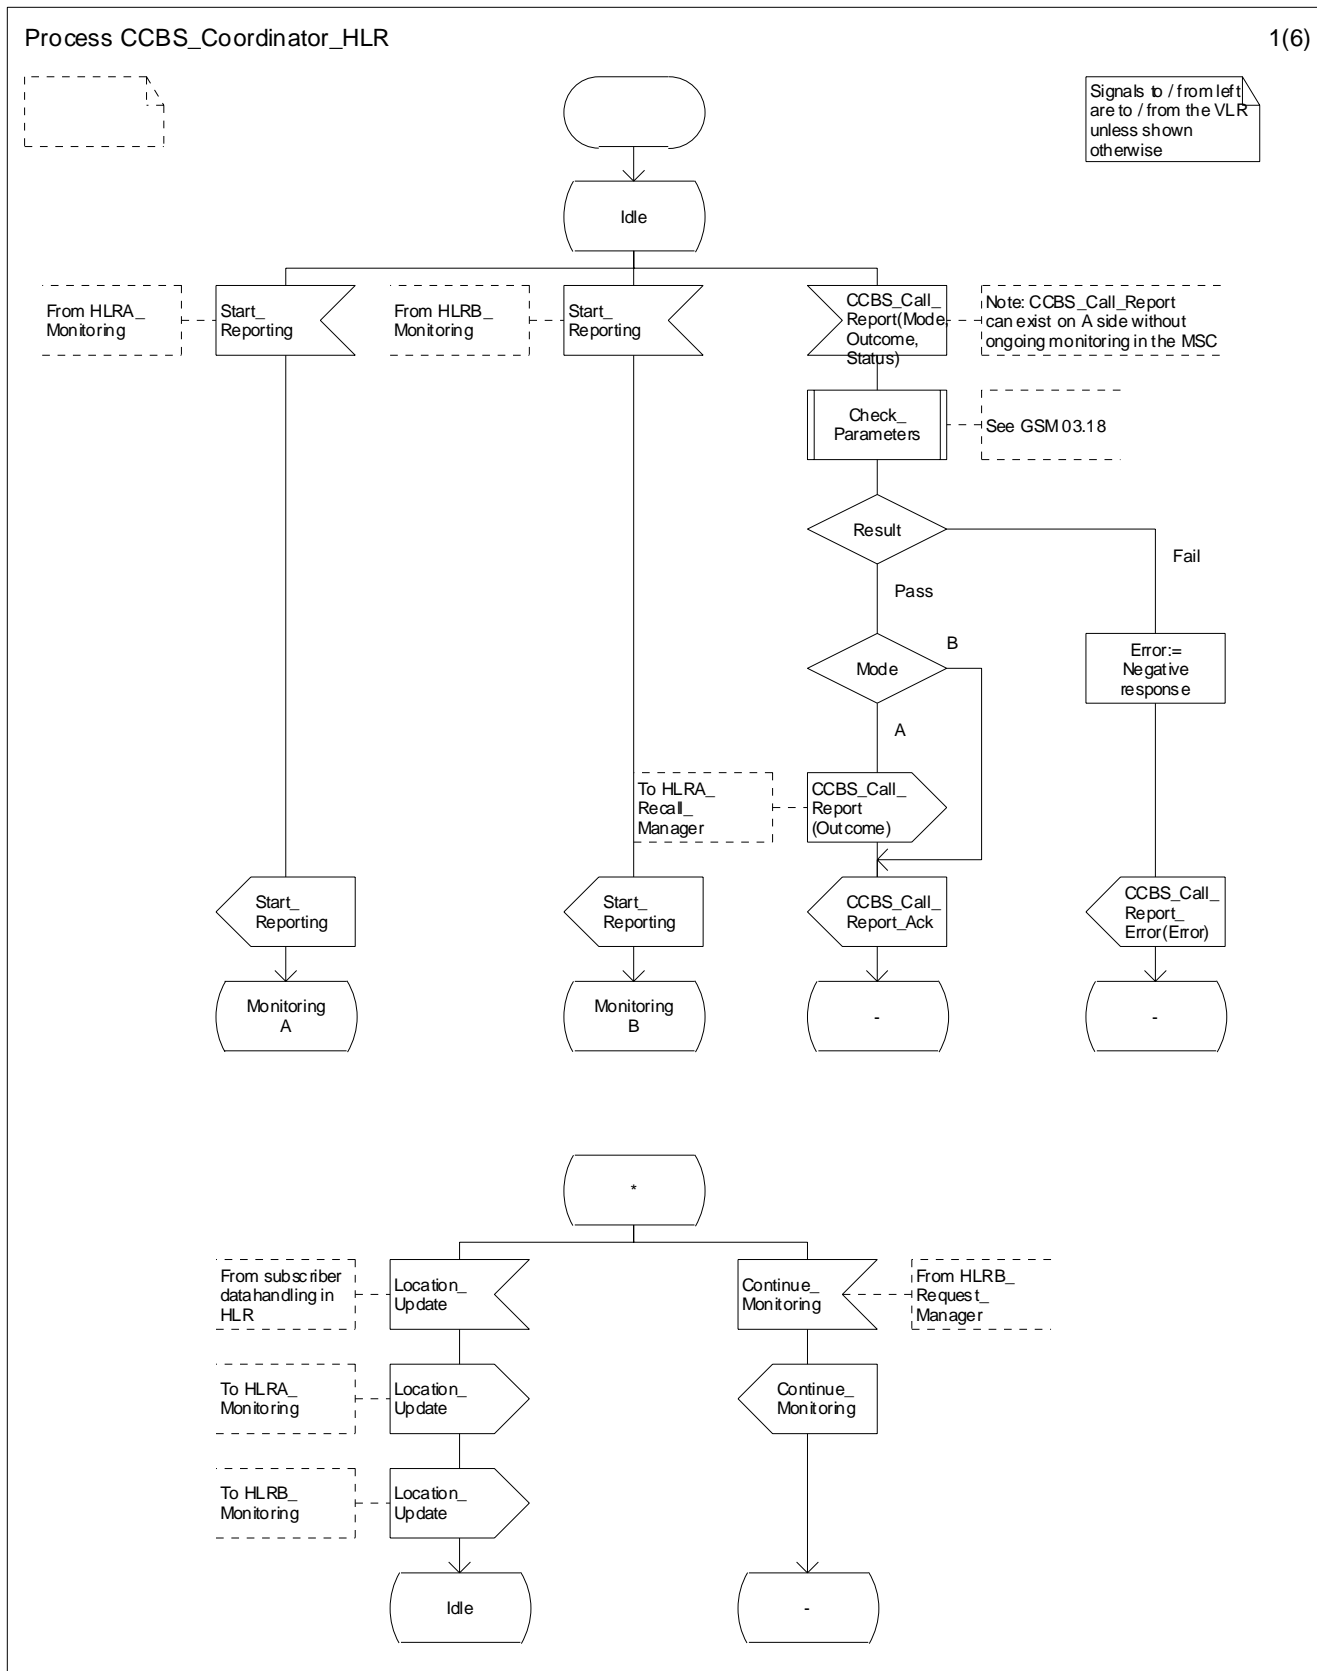 Process CCBS_Coordinator_HLR
1(6)
Signals to / from left
are to / from the VLR
unless shown
otherwise
Idle
From HLRA_
Monitoring
Start_
Reporting
From HLRB_
Monitoring
Start_
Reporting
CCBS_Call_
Report(Mode,
Outcome,
Status)
Note: CCBS_Call_Report
can exist on A side without
ongoing monitoring in the MSC
Check_
Parameters
See GSM 03.18
Result
Fail
Pass
Mode
B
Error:=
Negative
response
A
To HLRA_
Recall_
Manager
CCBS_Call_
Report
(Outcome)
Start_
Reporting
Start_
Reporting
CCBS_Call_
Report_Ack
CCBS_Call_
Report_
Error(Error)
Monitoring
A
Monitoring
B
-
-
*
From subscriber
data handling in
HLR
Location_
Update
Continue_
Monitoring
From HLRB_
Request_
Manager
To HLRA_
Monitoring
Location_
Update
Continue_
Monitoring
To HLRB_
Monitoring
Location_
Update
Idle
-